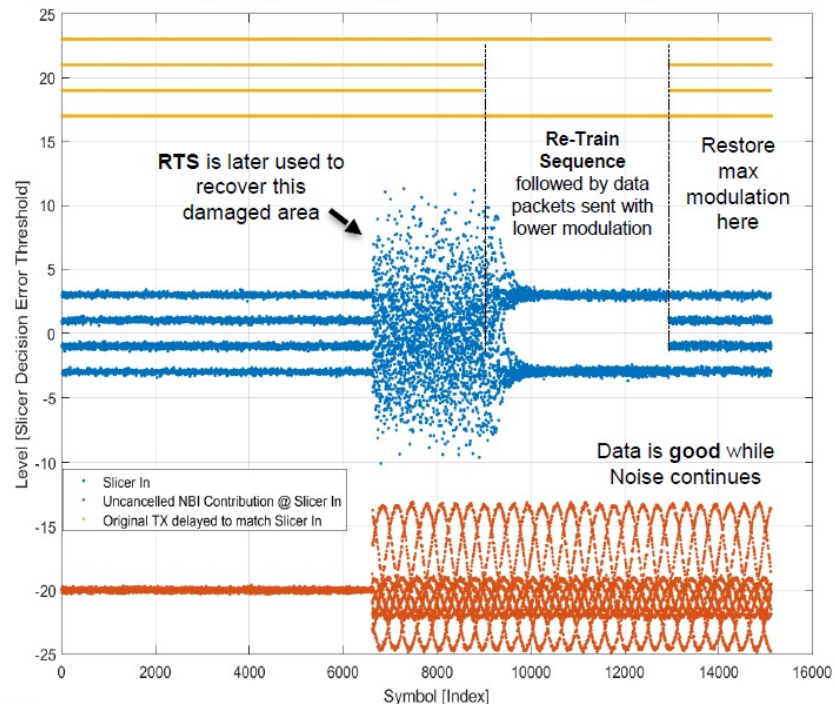 25
20
15
10
5
0
-5
-10
-15
-20
-25
Level [Slicer Decision Error Threshold]
RTS is later used to
recover this
damaged area
Re-Train
Sequence
followed by data
packets sent with
lower modulation
Restore
max
modulation
here
Data is good while
Noise continues
Slicer In
Uncancelled NBI Contribution @ Slicer In
Original TX delayed to match Slicer In
0 2000 4000 6000 8000 10000 12000 14000 16000
Symbol [Index]